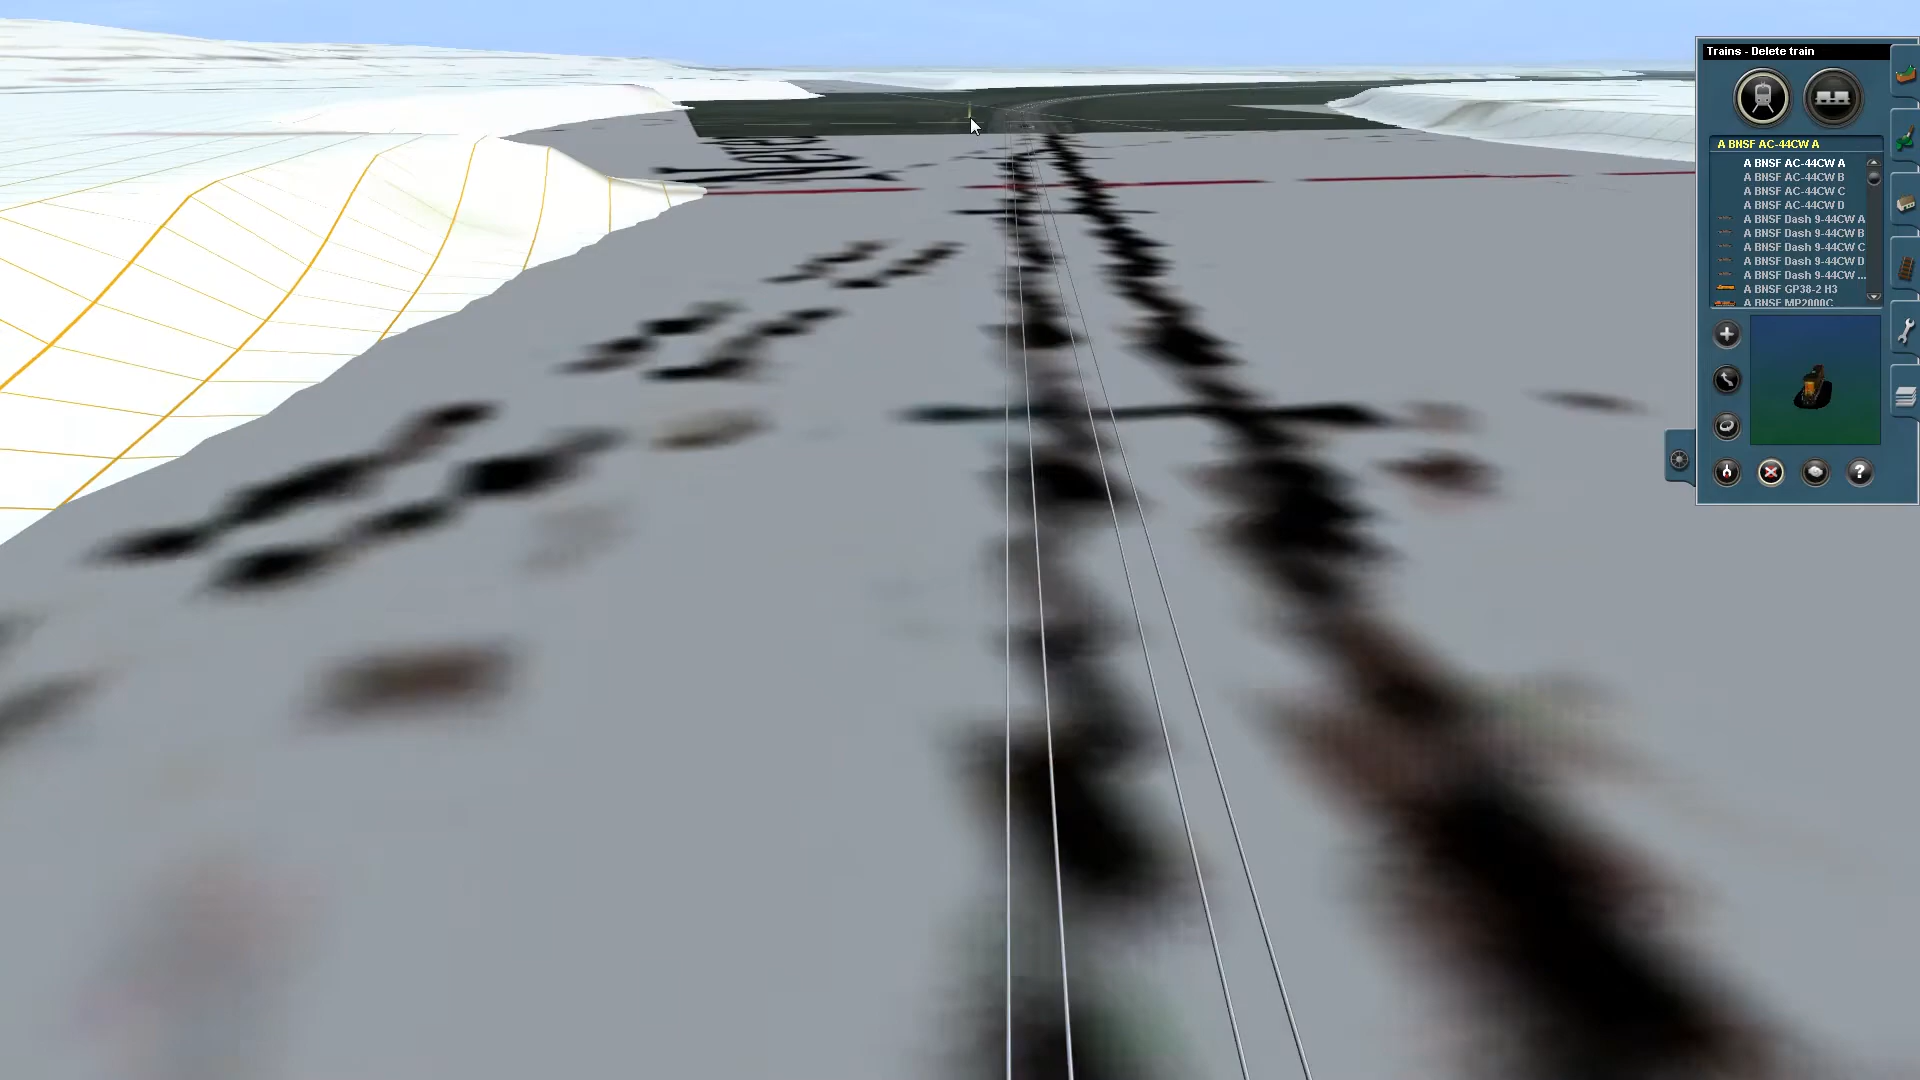 Trains - Delete train
A BNSF AC-44CW A
A BNSF AC-44CW A
A BNSF AC-44CW B
A BNSF AC-44CW C
A BNSF AC-44CW D
A BNSF Dash 9-44CW A
A BNSF Dash 9-44CW B
A BNSF Dash 9-44CW C
A BNSF Dash 9-44CW D
A BNSF Dash 9-44CW ...
A BNSF GP38-2 H3
A BNSF MP2000C
?